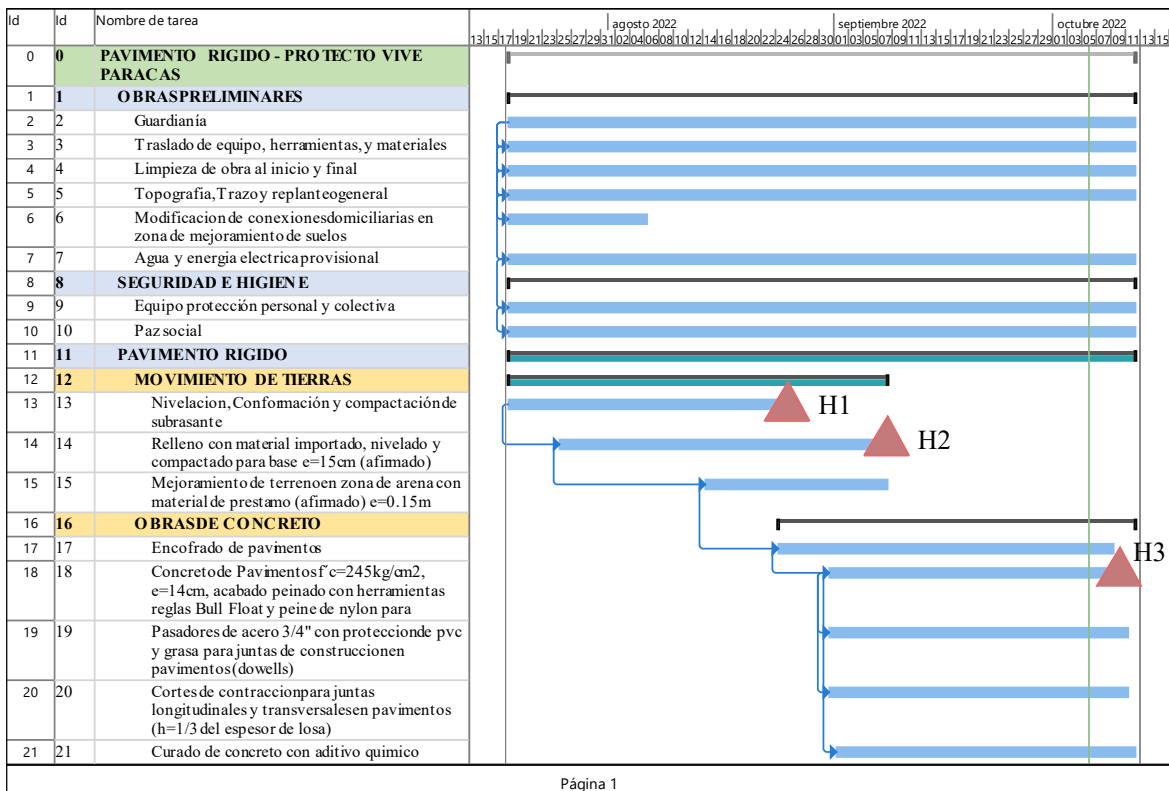 Id Id Nombre de tarea
agosto 2022 septiembre 2022 octubre 2022
13 15 17 19 21 23 25 27 29 31 02 04 06 08 10 12 14 16 18 20 22 24 26 28 30 01 03 05 07 09 11 13 15 17 19 21 23 25 27 29 01 03 05 07 09 11 13 15
0 0 PAVIMENTO RIGIDO - PROTECTO VIVE
PARACAS
1 1 OBRASPRELIMINARES
2 2 Guardianía
3 3 Traslado de equipo, herramientas, y materiales
4 4 Limpieza de obra al inicio y final
5 5 Topografia, Trazo y replanteo general
6 6 Modificacion de conexiones domiciliarias en
zona de mejoramiento de suelos
7 7 Agua y energia electrica provisional
8 8 SEGURIDAD E HIGIENE
9 9 Equipo protección personal y colectiva
10 10 Paz social
11 11 PAVIMENTO RIGIDO
12 12 MOVIMIENTO DE TIERRAS
13 13 Nivelacion, Conformación y compactación de
subrasante
H1
14 14 Relleno con material importado, nivelado y
compactado para base e=15cm (afirmado)
H2
15 15 Mejoramiento de terreno en zona de arena con
material de prestamo (afirmado) e=0.15m
16 16 OBRAS DE CONCRETO
17 17 Encofrado de pavimentos
H3
18 18 Concreto de Pavimentos f´c=245kg/cm2,
e=14cm, acabado peinado con herramientas
reglas Bull Float y peine de nylon para
19 19 Pasadores de acero 3/4" con proteccion de pvc
y grasa para juntas de construccion en
pavimentos (dowells)
20 20 Cortes de contraccion para juntas
longitudinales y transversales en pavimentos
(h=1/3 del espesor de losa)
21 21 Curado de concreto con aditivo quimico
Página 1